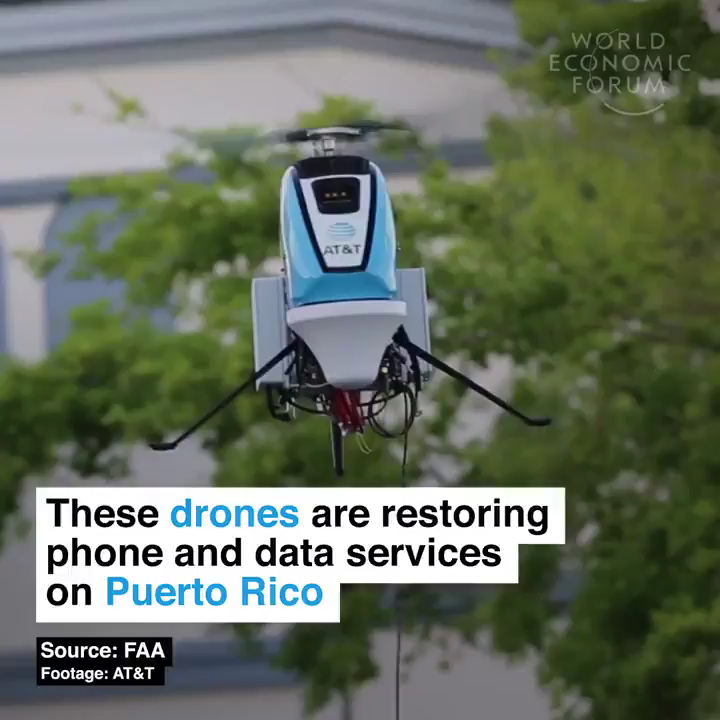 WORLD
ECONOMIC
FORUM
AT&T
These drones are restoring
phone and data services
on Puerto Rico
Source: FAA
Footage: AT&T